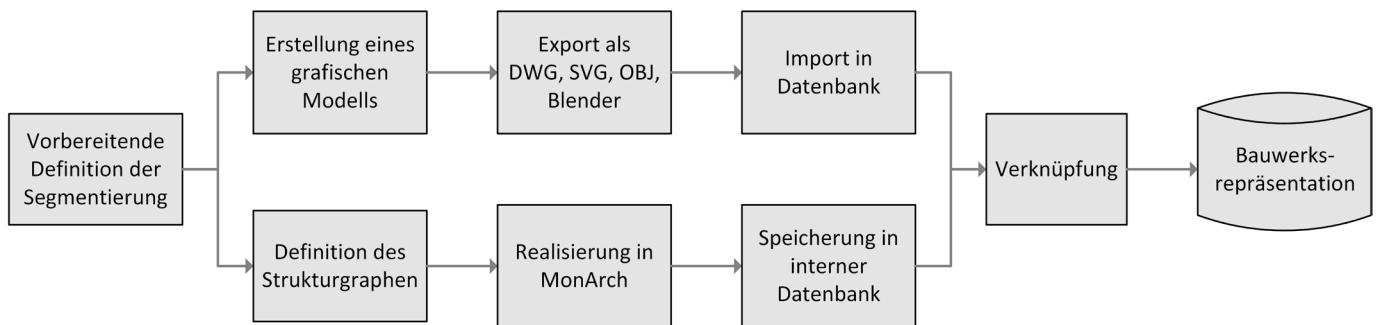 Vorbereitende
Definition der
Segmentierung
Erstellung eines
grafischen
Modells
Export als
DWG, SVG, OBJ,
Blender
Import in
Datenbank
Definition des
Strukturgraphen
Realisierung in
MonArch
Speicherung in
interner
Datenbank
Verknüpfung
Bauwerks-
repräsentation